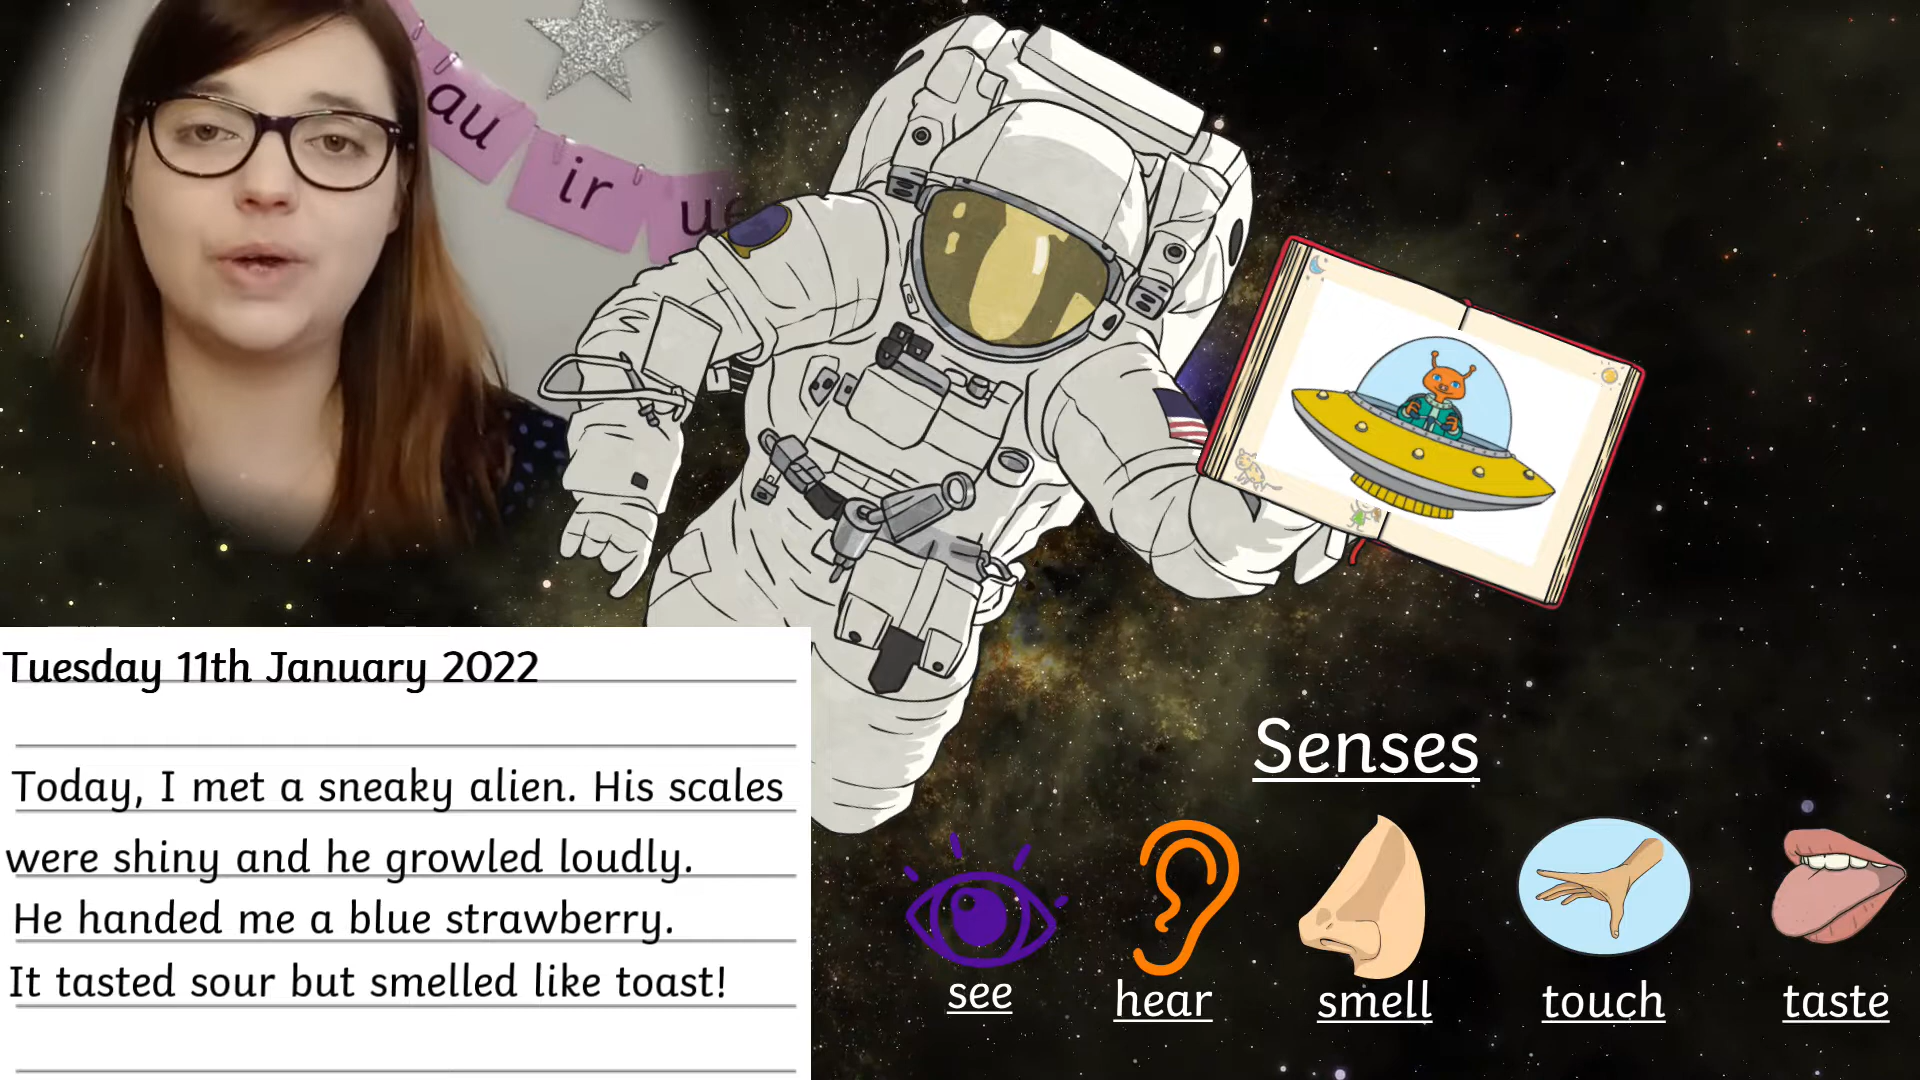 au
ir
ue
Tuesday 11th January 2022
Today, I met a sneaky alien. His scales
were shiny and he growled loudly.
He handed me a blue strawberry.
It tasted sour but smelled like toast!
Senses
see
hear
smell
touch
taste